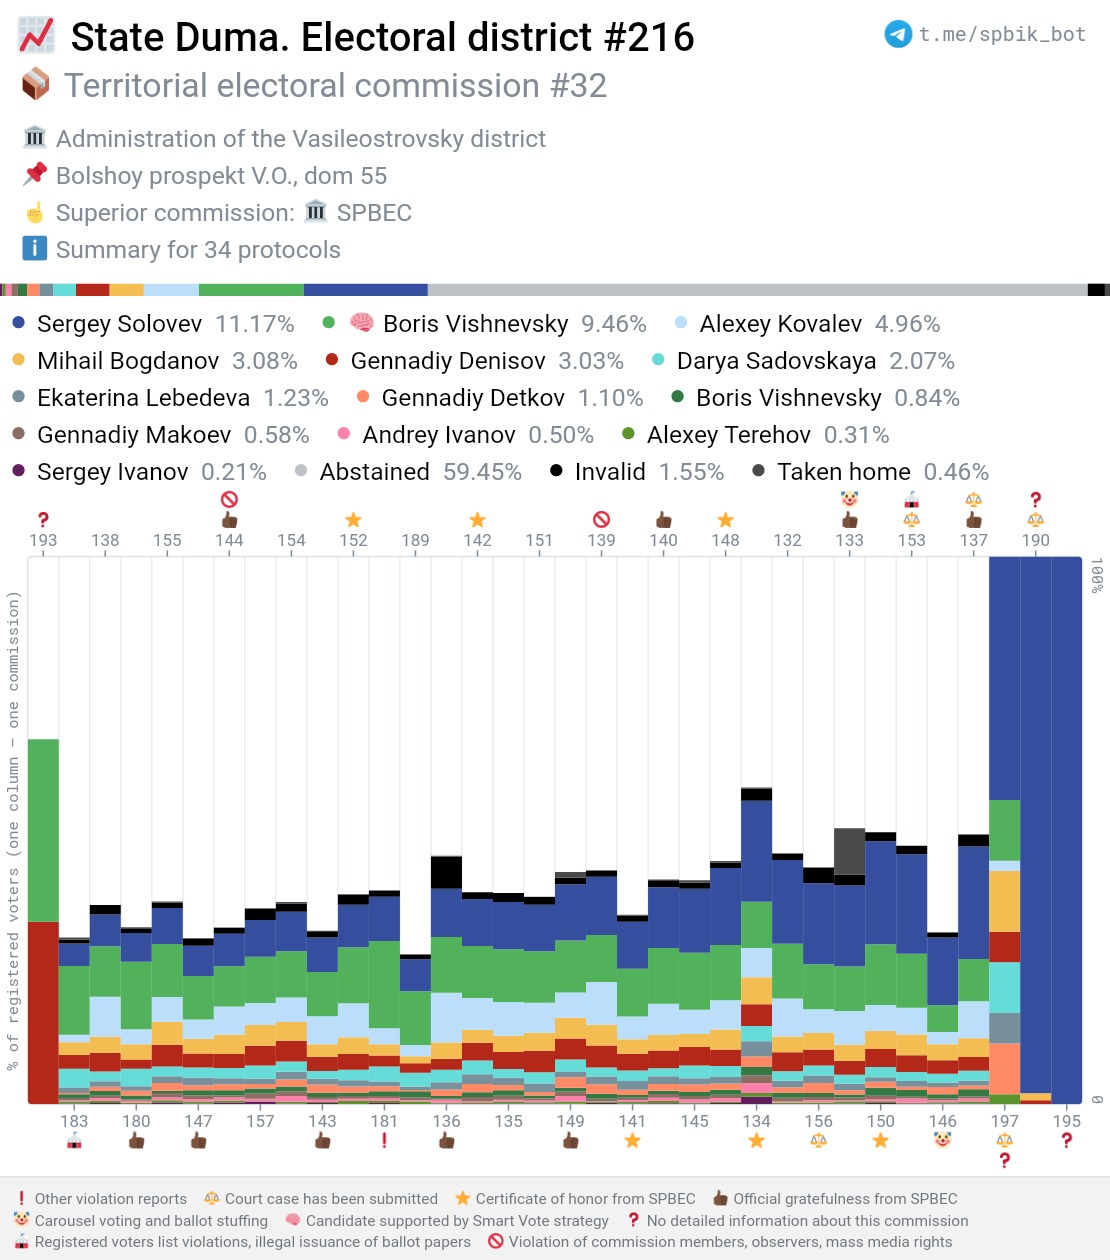 State Duma. Electoral district #216
t.me/spbik_bot
Territorial electoral commission #32
Administration of the Vasileostrovsky district
Bolshoy prospekt V.O., dom 55
Superior commission: SPBEC
Summary for 34 protocols
Sergey Solovev 11.17% Boris Vishnevsky 9.46% Alexey Kovalev 4.96%
Mihail Bogdanov 3.08% Gennadiy Denisov 3.03% Darya Sadovskaya 2.07%
Ekaterina Lebedeva 1.23% Gennadiy Detkov 1.10% Boris Vishnevsky 0.84%
Gennadiy Makoev 0.58% Andrey Ivanov 0.50% Alexey Terehov 0.31%
Sergey Ivanov 0.21% Abstained 59.45% Invalid 1.55% Taken home 0.46%
193 138 155 144 154 152 189 142 151 139 140 148 132 133 153 137 190
100%
% of registered voters (one column — one commission)
0
183 180 147 157 143 181 136 135 149 141 145 134 156 150 146 197 195
Other violation reports Court case has been submitted Certificate of honor from SPBEC Official gratefulness from SPBEC
Carousel voting and ballot stuffing Candidate supported by Smart Vote strategy No detailed information about this commission
Registered voters list violations, illegal issuance of ballot papers Violation of commission members, observers, mass media rights